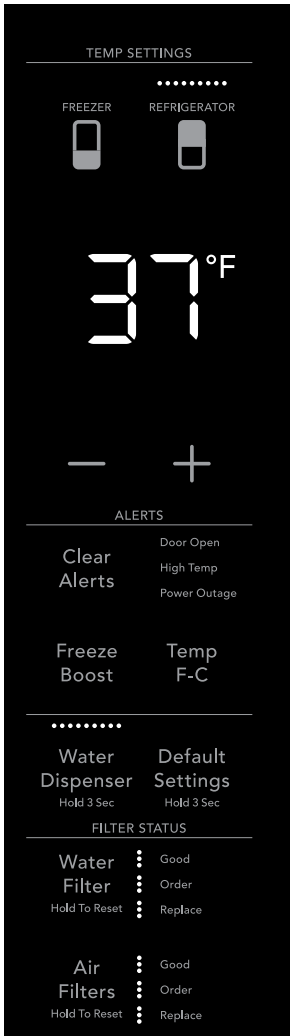 TEMP SETTINGS
FREEZER REFRIGERATOR
37°F
— +
ALERTS
Clear Alerts
Door Open
High Temp
Power Outage
Freeze Boost
Temp F-C
Water Dispenser
Hold 3 Sec
Default Settings
Hold 3 Sec
FILTER STATUS
Water Filter
Hold To Reset
Good
Order
Replace
Air Filters
Hold To Reset
Good
Order
Replace